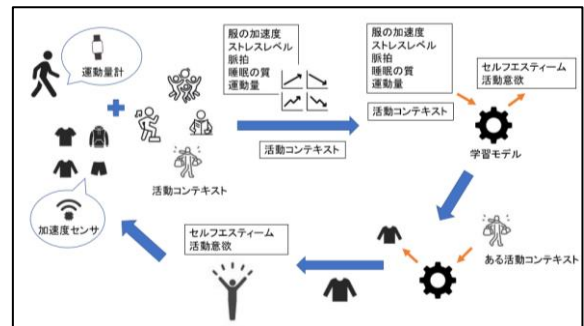 運動量計
活動コンテキスト
加速度センサ
服の加速度
ストレスレベル
脈拍
睡眠の質
運動量
活動コンテキスト
服の加速度
ストレスレベル
脈拍
睡眠の質
運動量
活動コンテキスト
セルフエスティーム
活動意欲
学習モデル
ある活動コンテキスト
セルフエスティーム
活動意欲